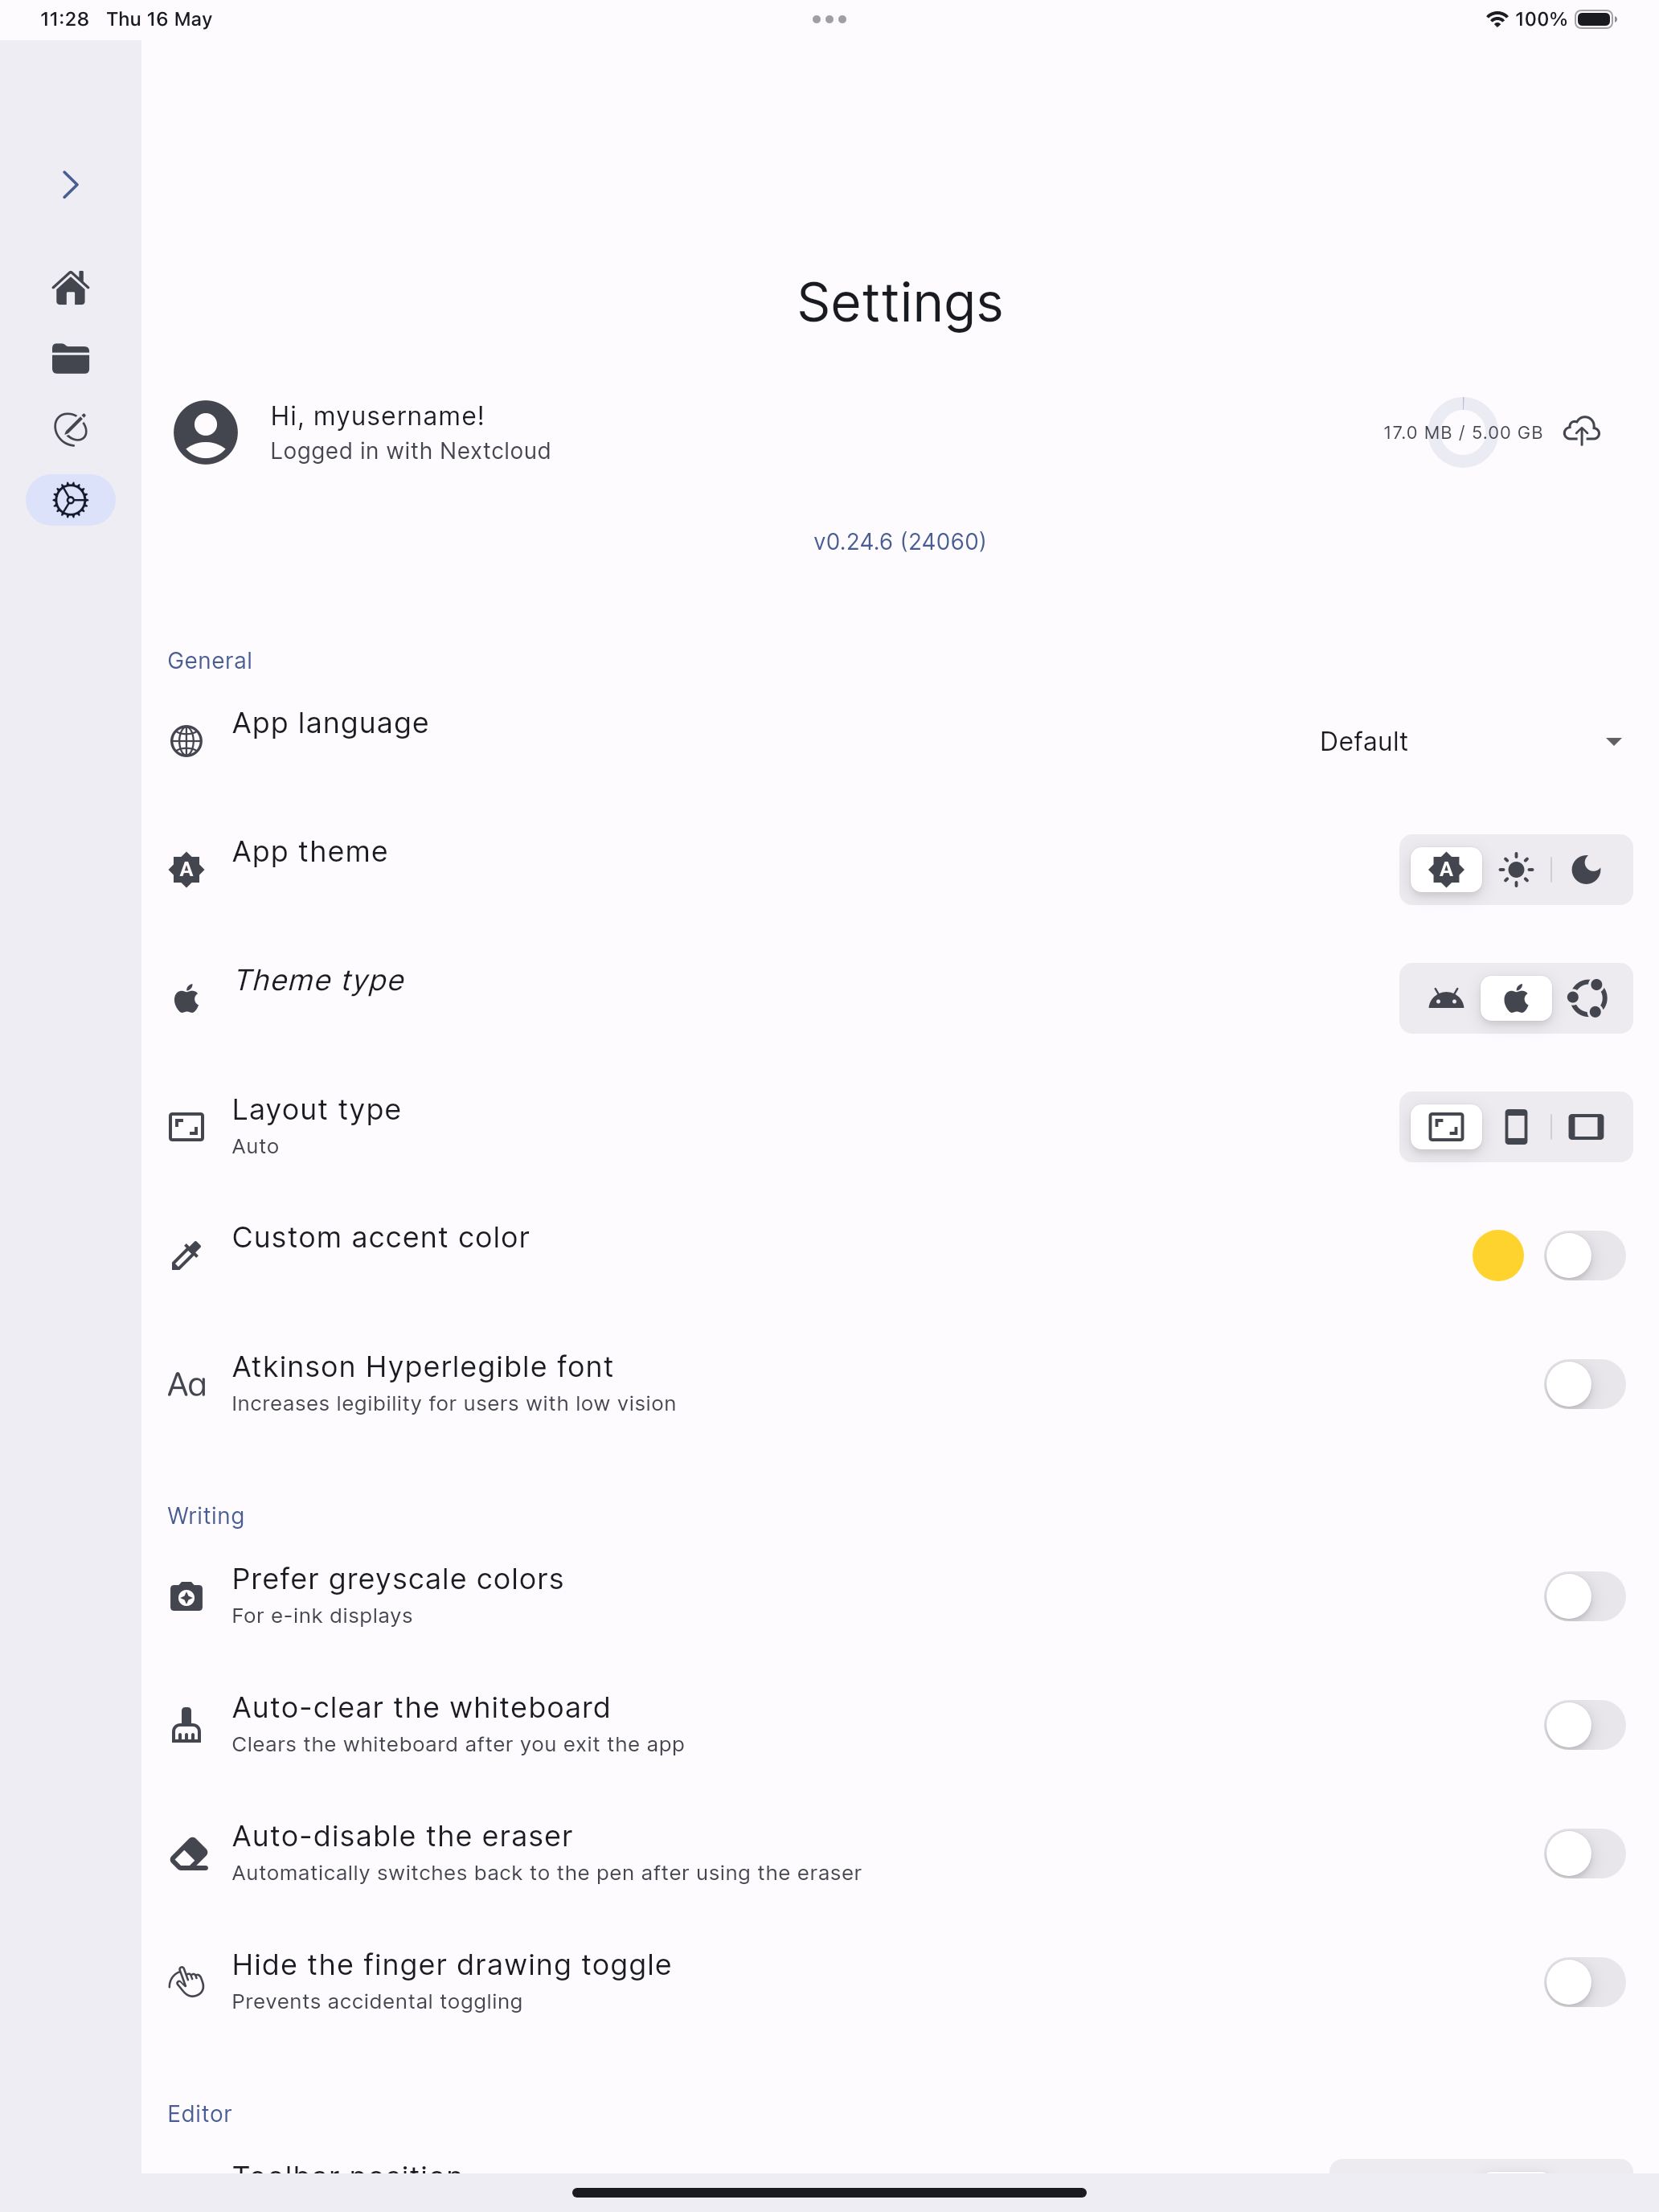 11:28 Thu 16 May
100%
Settings
Hi, myusername!
Logged in with Nextcloud
17.0 MB / 5.00 GB
v0.24.6 (24060)
General
App language
Default
A
App theme
A
Theme type
Layout type
Auto
Custom accent color
Aa
Atkinson Hyperlegible font
Increases legibility for users with low vision
Writing
Prefer greyscale colors
For e-ink displays
Auto-clear the whiteboard
Clears the whiteboard after you exit the app
Auto-disable the eraser
Automatically switches back to the pen after using the eraser
Hide the finger drawing toggle
Prevents accidental toggling
Editor
Toolbar position